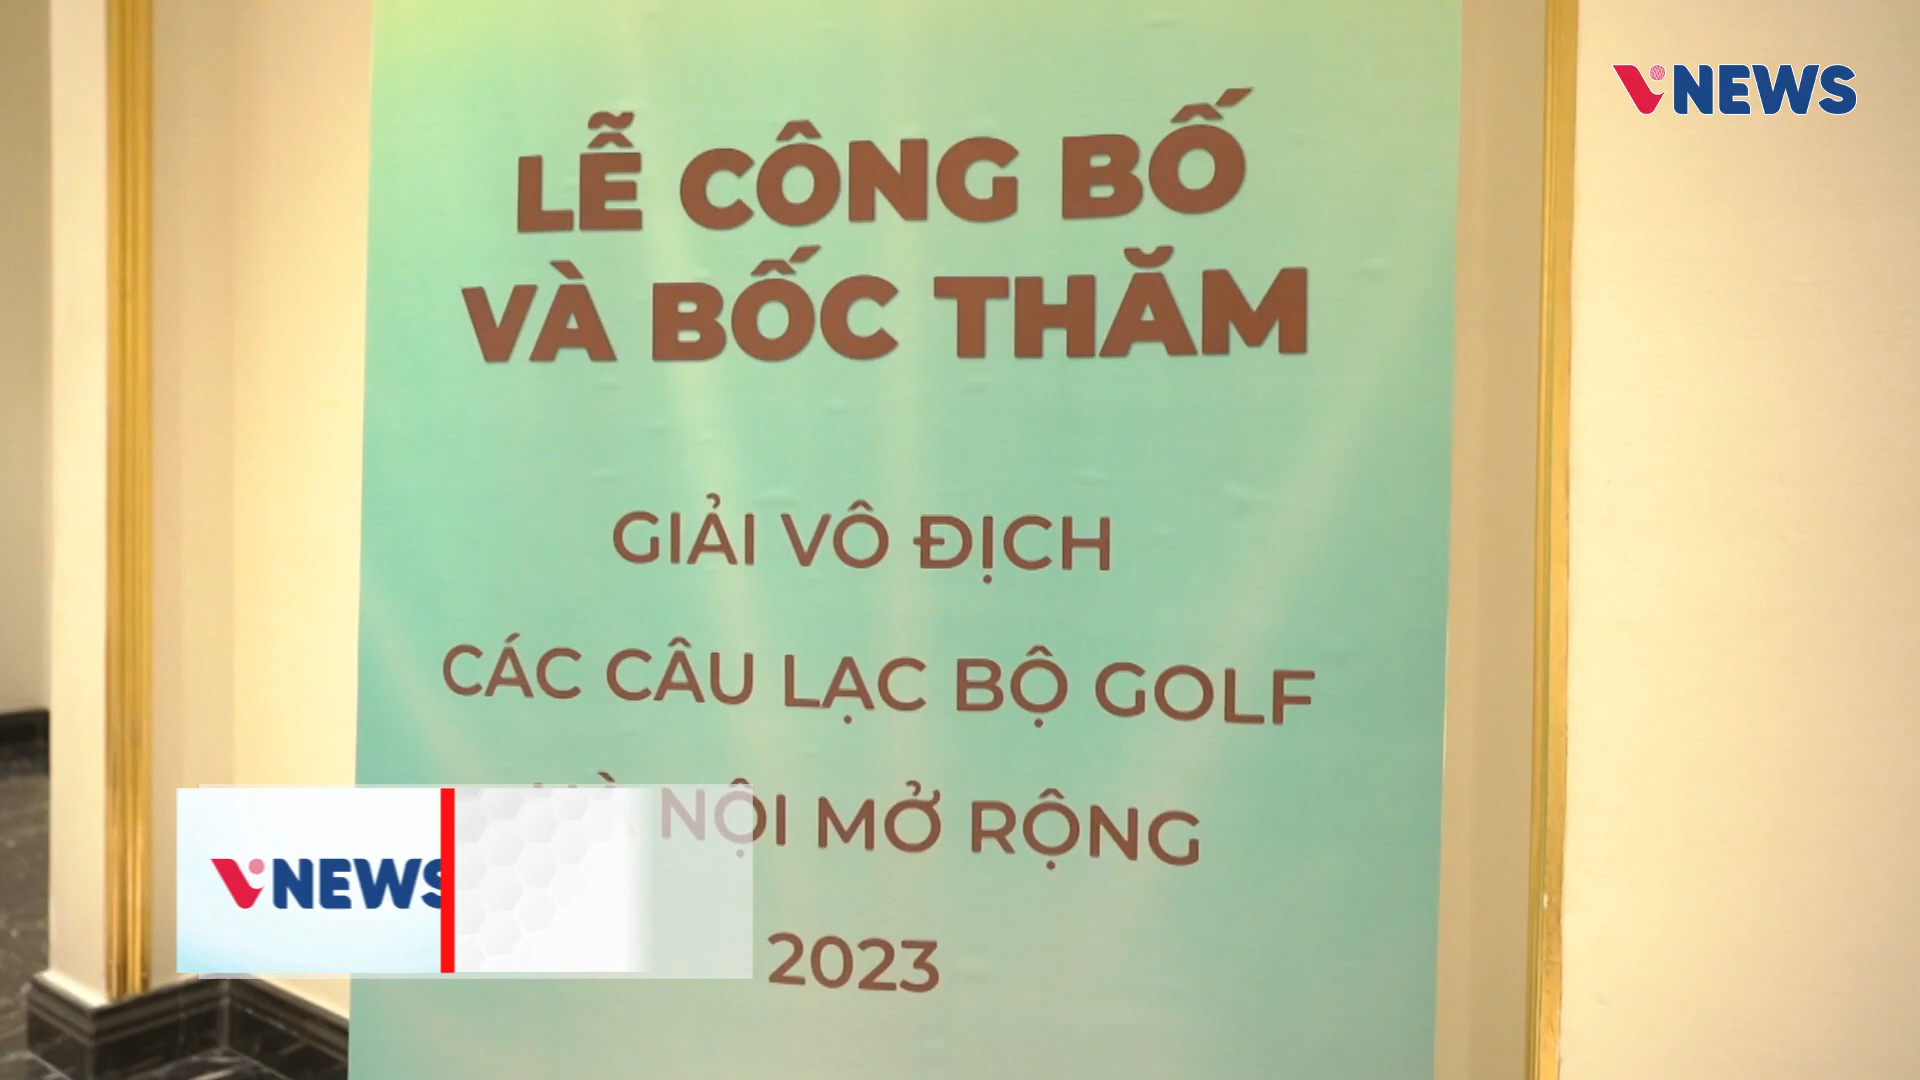 VNEWS
LỄ CÔNG BỐ
VÀ BỐC THĂM
GIẢI VÔ ĐỊCH
CÁC CÂU LẠC BỘ GOLF
HÀ NỘI MỞ RỘNG
2023
VNEWS